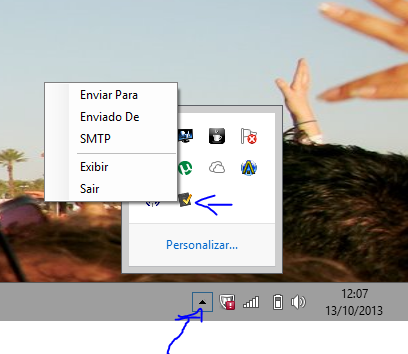 Enviar Para
Enviado De
SMTP
Exibir
Sair
Personalizar...
12:07
13/10/2013